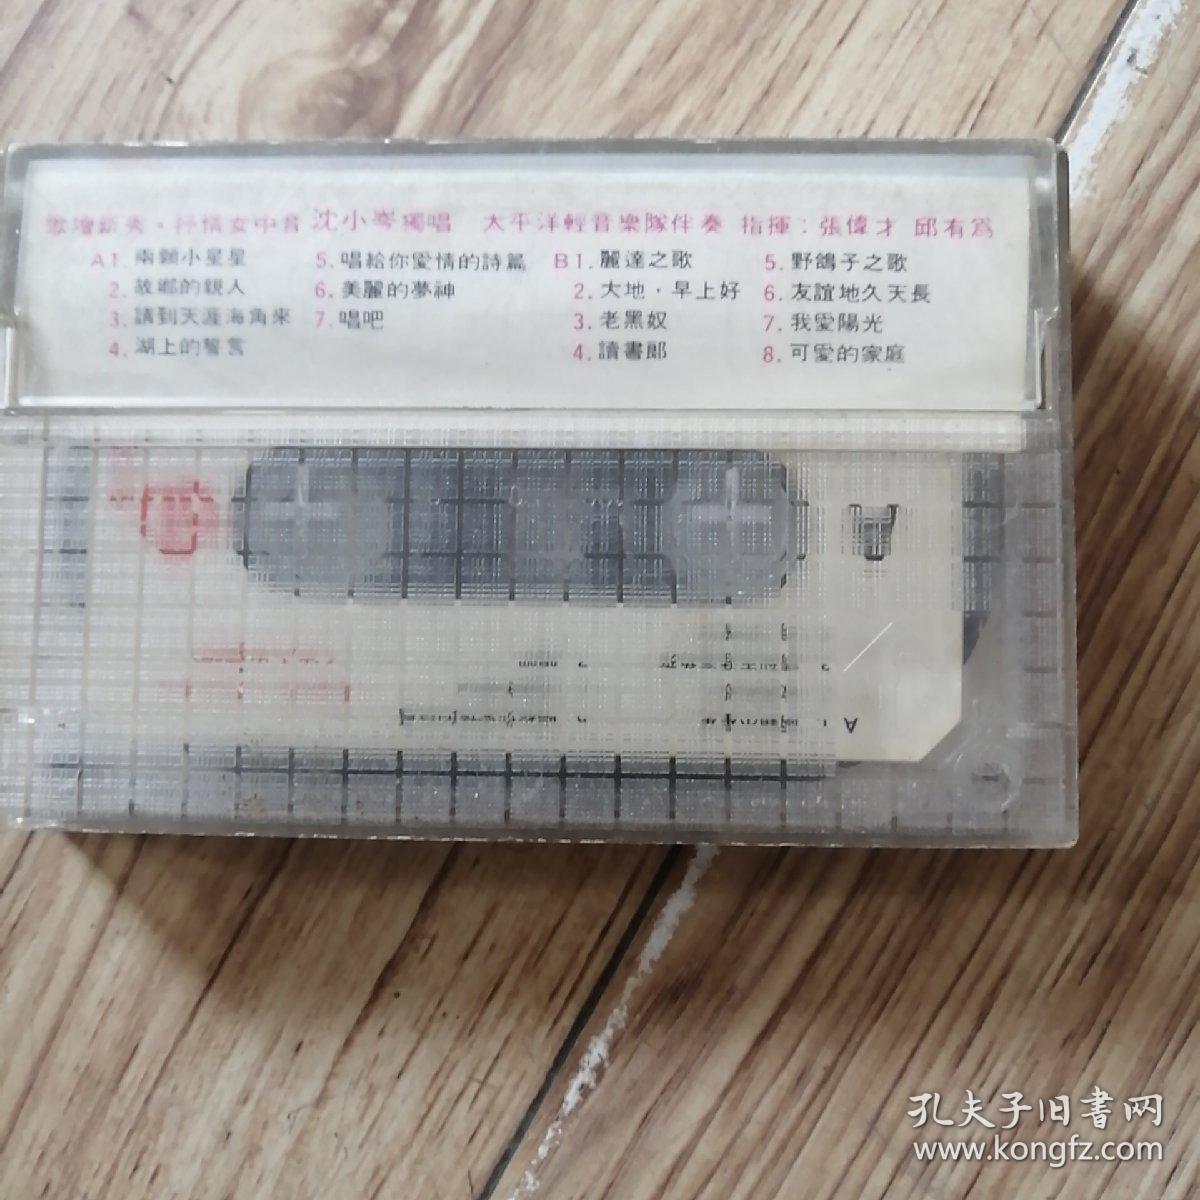 歌壇新秀·抒情女中音 沈小岑獨唱 太平洋輕音樂隊伴奏 指揮：張偉才 邱有為
A 1. 兩顆小星星
2. 故鄉的親人
3. 請到天涯海角來
4. 湖上的誓言
5. 唱給你愛情的詩篇
6. 美麗的夢神
7. 唱吧
B 1. 麗達之歌
2. 大地，早上好
3. 老黑奴
4. 讀書郎
5. 野鴿子之歌
6. 友誼地久天長
7. 我愛陽光
8. 可愛的家庭
A
孔夫子旧書网
www.kongfz.com